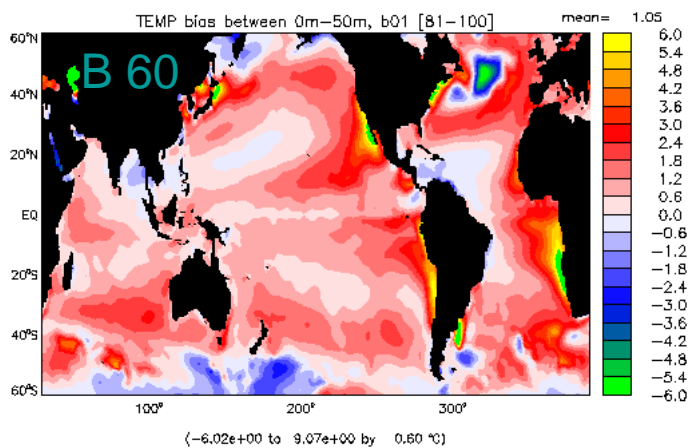 TEMP bias between 0m-50m, b01 [81-100] mean= 1.05
60°N
B 60
40°N
20°N
EQ
20°S
40°S
60°S
100° 200° 300°
6.0
5.4
4.8
4.2
3.6
3.0
2.4
1.8
1.2
0.6
0.0
-0.6
-1.2
-1.8
-2.4
-3.0
-3.6
-4.2
-4.8
-5.4
-6.0
(-6.02e+00 to 9.07e+00 by 0.60 °C)